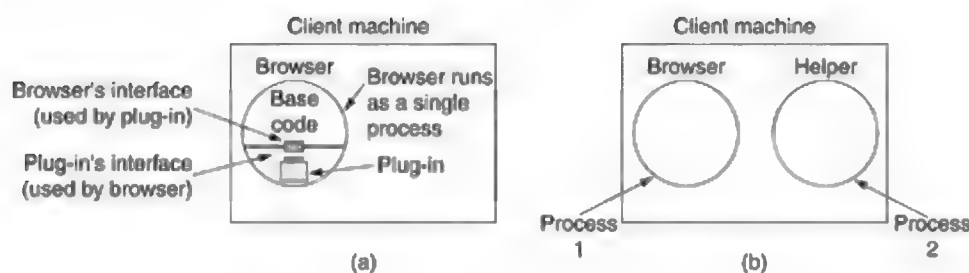 Client machine
Browser
Browser's interface
(used by plug-in)
Base
code
Browser runs
as a single
process
Plug-in's interface
(used by browser)
Plug-in
(a)
Client machine
Browser
Helper
Process
1
Process
2
(b)